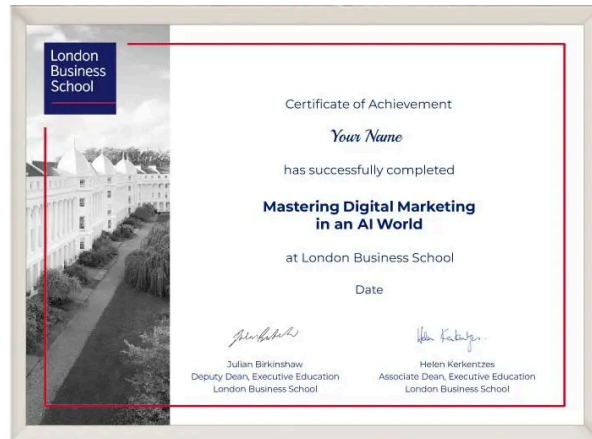 London
Business
School
Certificate of Achievement
Your Name
has successfully completed
Mastering Digital Marketing
in an AI World
at London Business School
Date
Julian Birkinshaw
Deputy Dean, Executive Education
London Business School
Helen Kerkentzes
Associate Dean, Executive Education
London Business School